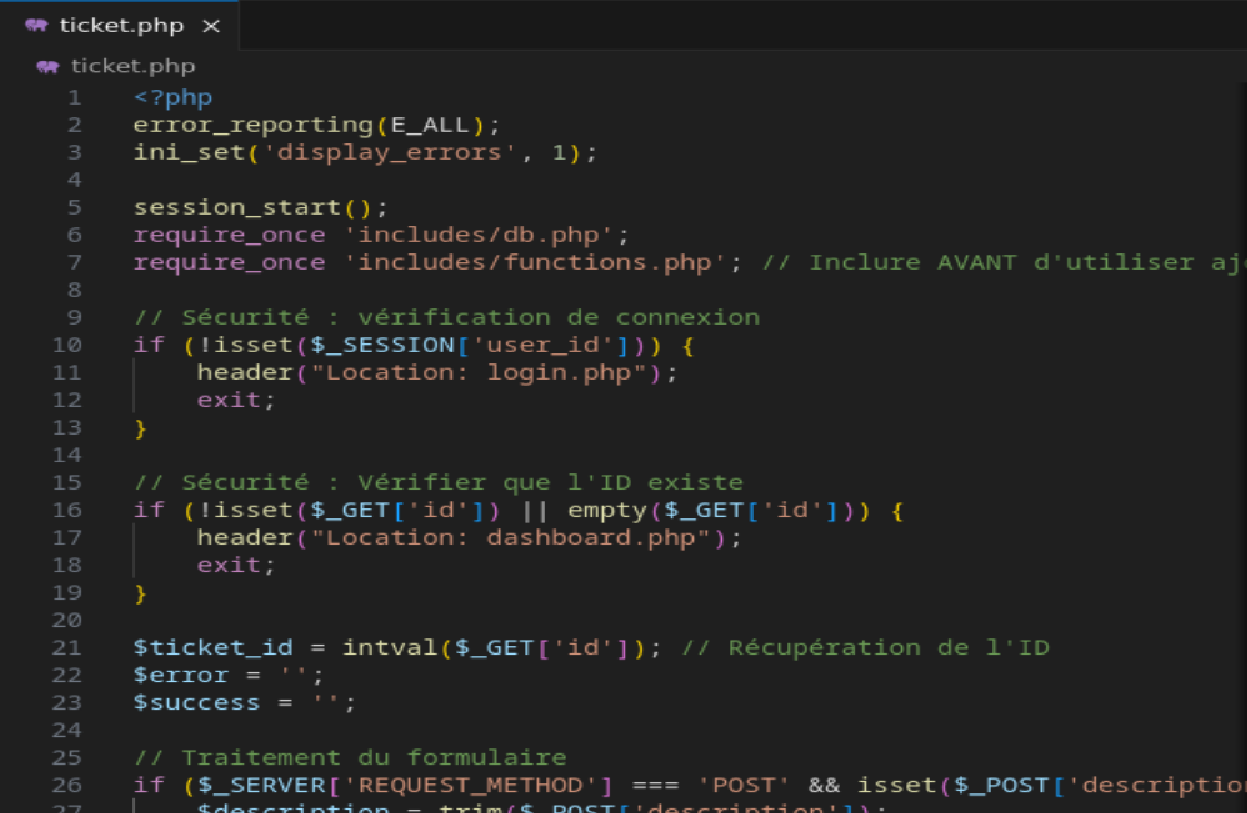 ticket.php ×
ticket.php
1 <?php
2 error_reporting(E_ALL);
3 ini_set('display_errors', 1);
4
5 session_start();
6 require_once 'includes/db.php';
7 require_once 'includes/functions.php'; // Inclure AVANT d'utiliser aj
8
9 // Sécurité : vérification de connexion
10 if (!isset($_SESSION['user_id'])) {
11     header("Location: login.php");
12     exit;
13 }
14
15 // Sécurité : Vérifier que l'ID existe
16 if (!isset($_GET['id']) || empty($_GET['id'])) {
17     header("Location: dashboard.php");
18     exit;
19 }
20
21 $ticket_id = intval($_GET['id']); // Récupération de l'ID
22 $error = '';
23 $success = '';
24
25 // Traitement du formulaire
26 if ($_SERVER['REQUEST_METHOD'] === 'POST' && isset($_POST['descriptio
27     $description = trim($_POST['description']);